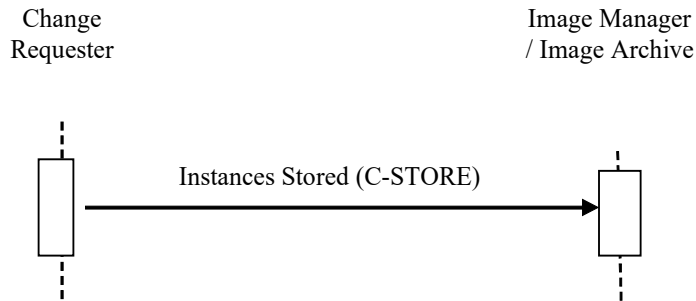 Change
Requester
Image Manager
/ Image Archive
Instances Stored (C-STORE)